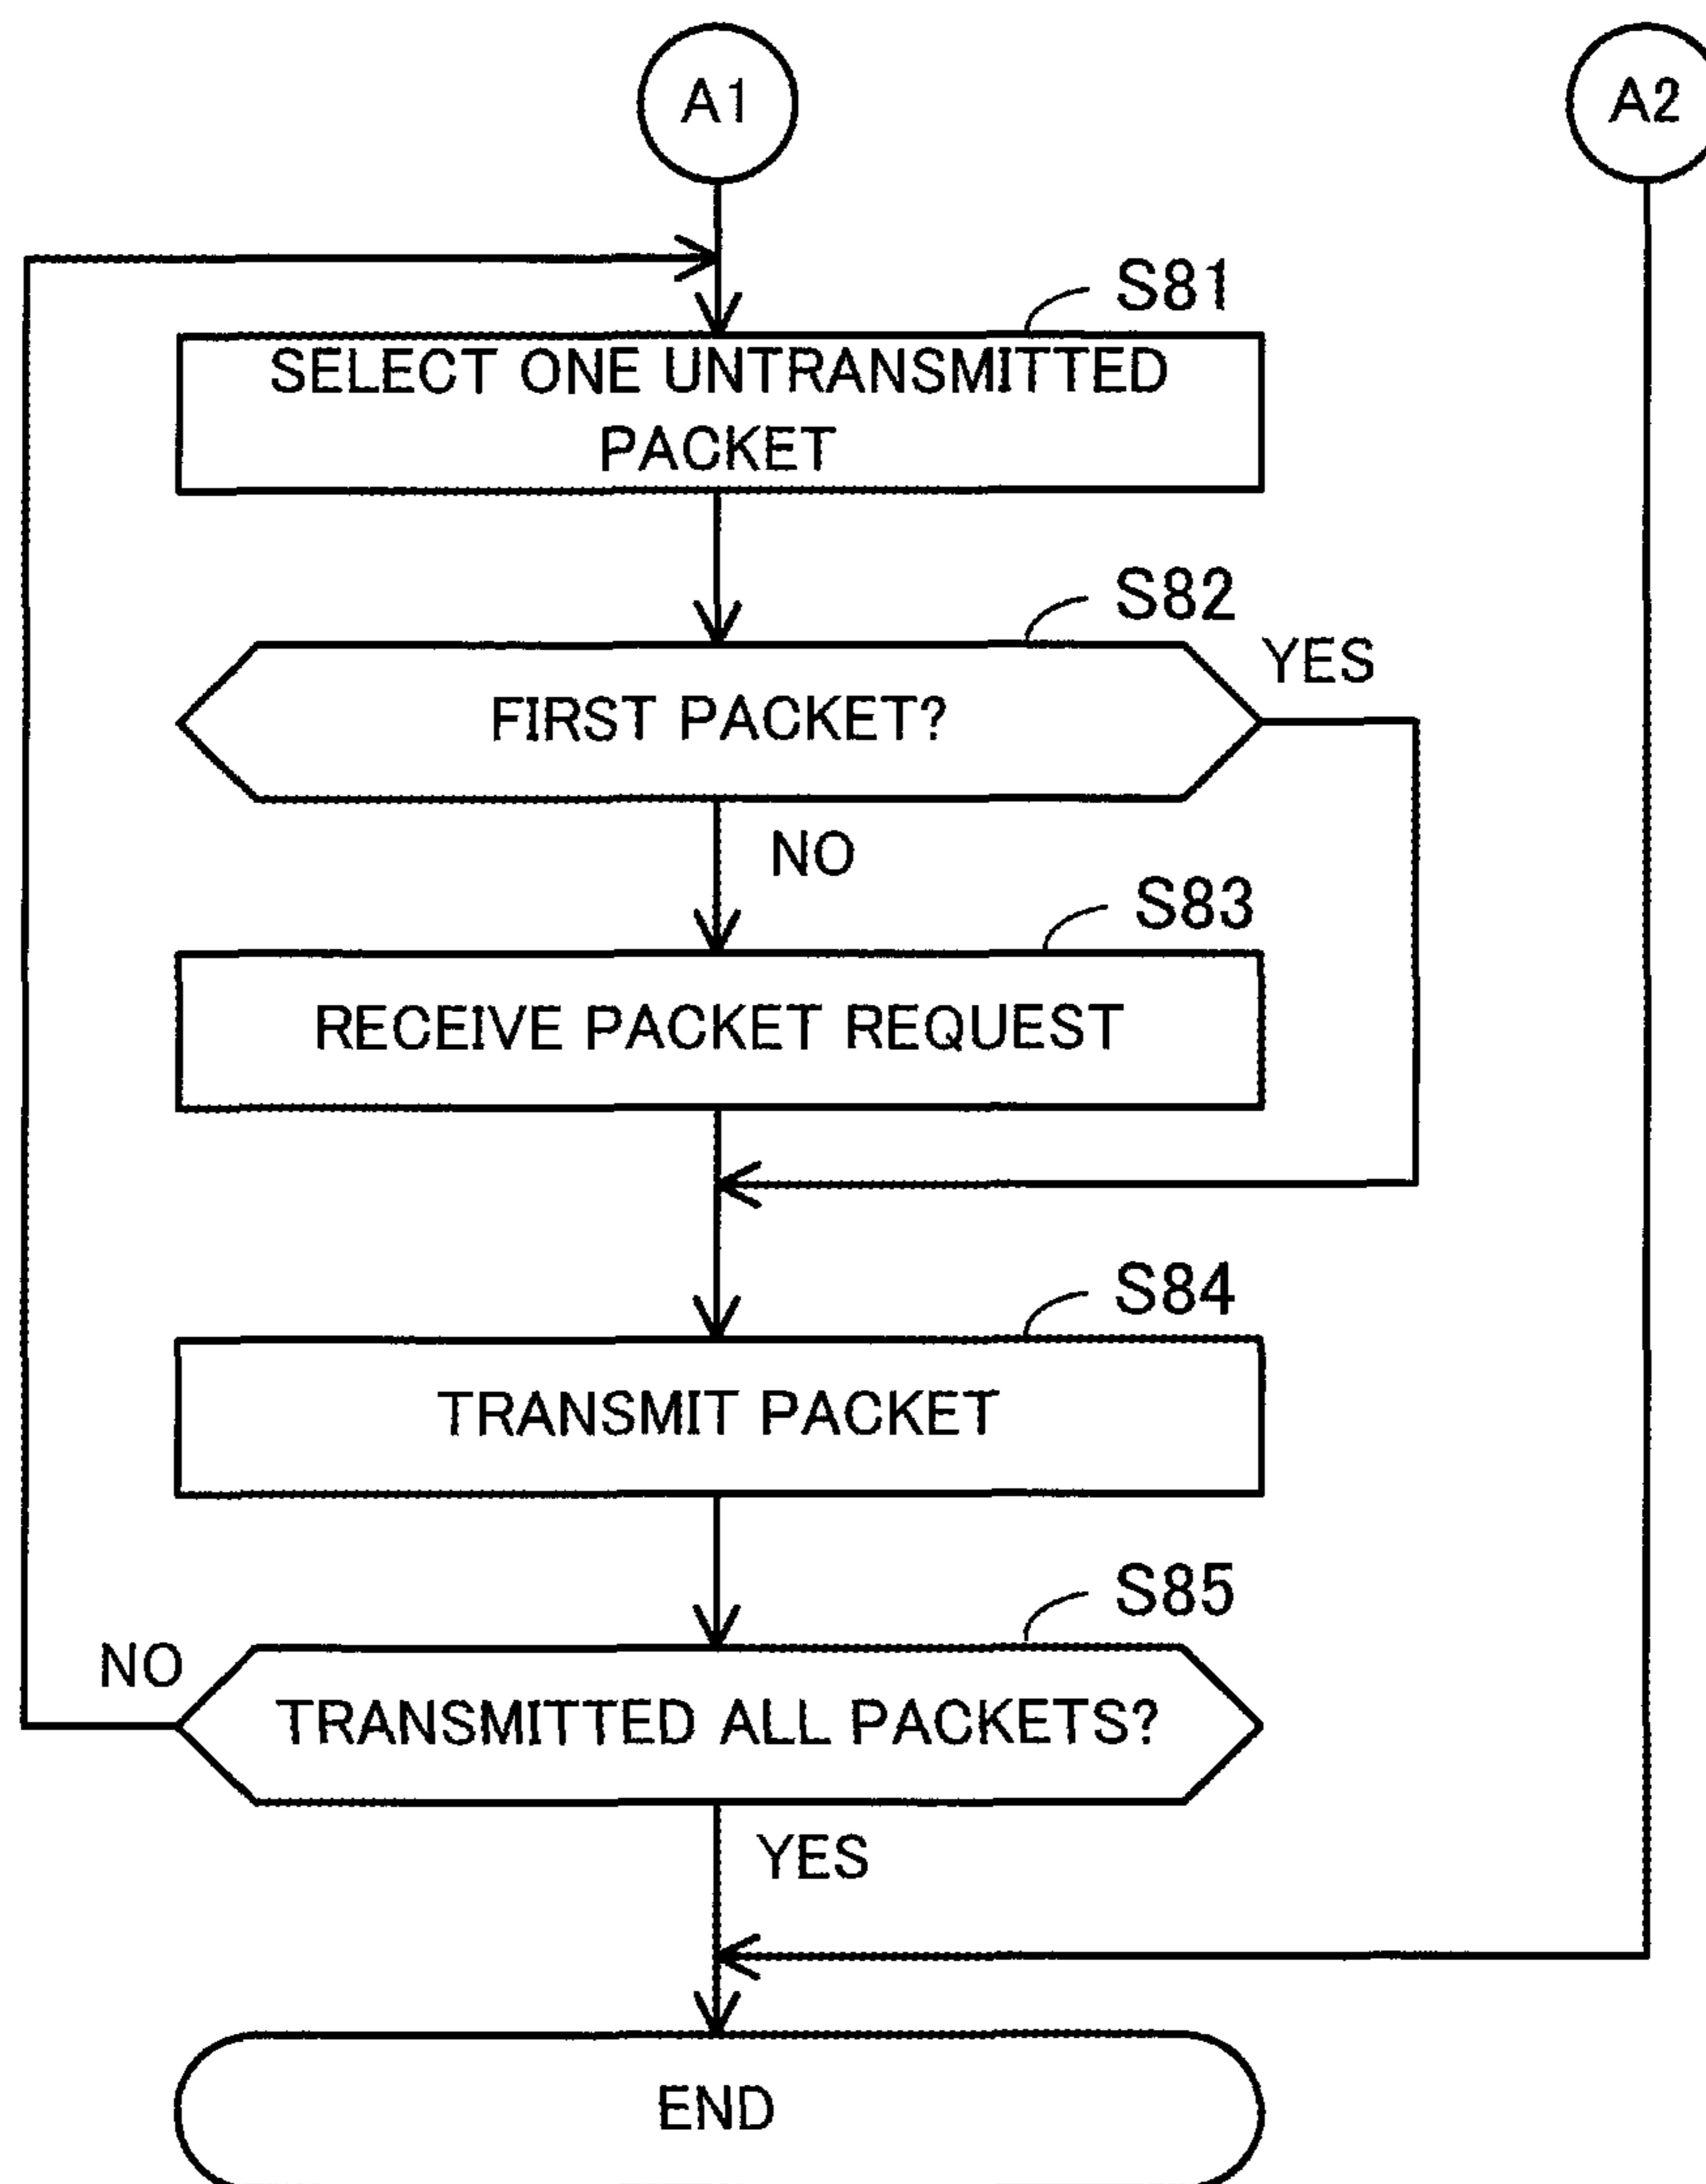 A1
A2
S81
SELECT ONE UNTRANSMITTED
PACKET
S82
YES
FIRST PACKET?
NO
S83
RECEIVE PACKET REQUEST
S84
TRANSMIT PACKET
S85
NO
TRANSMITTED ALL PACKETS?
YES
END